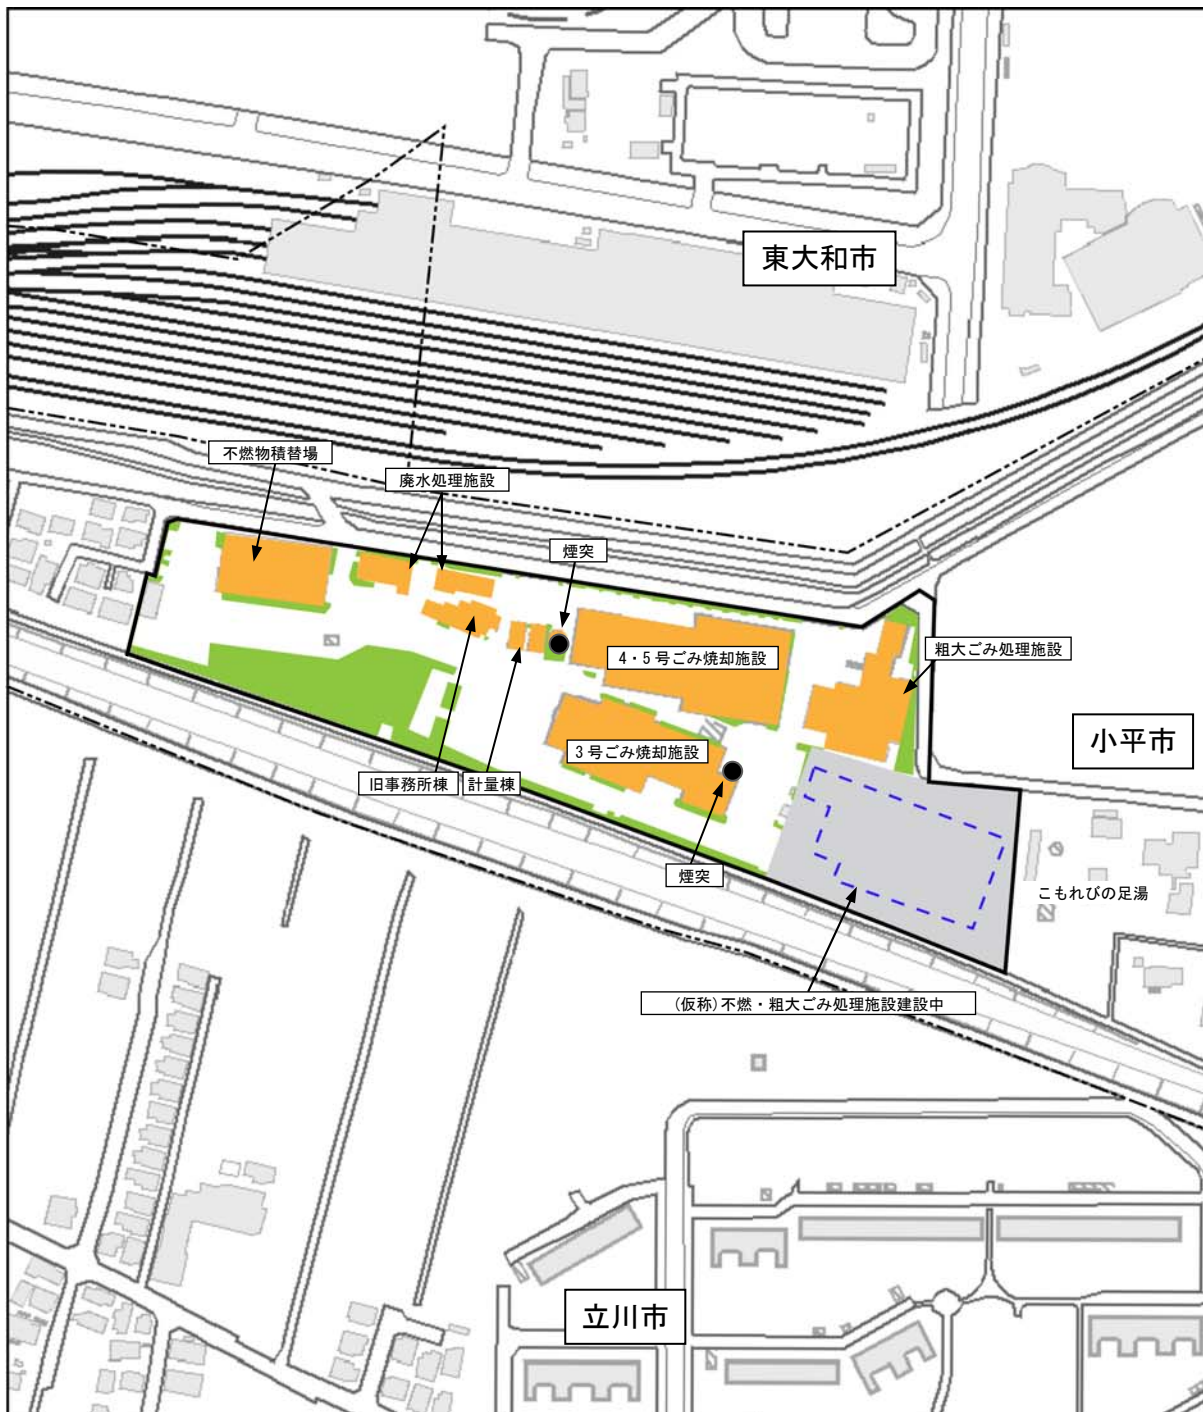 東大和市
不燃物積替場
廃水処理施設
煙突
4・5号ごみ焼却施設
粗大ごみ処理施設
小平市
3号ごみ焼却施設
旧事務所棟
計量棟
煙突
こもれびの足湯
(仮称)不燃・粗大ごみ処理施設建設中
立川市